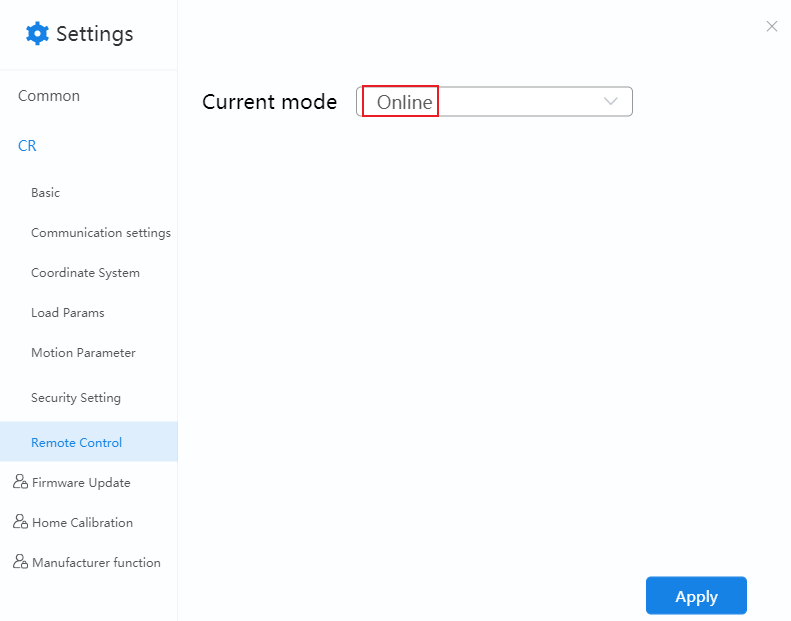 Settings
Common
CR
Basic
Communication settings
Coordinate System
Load Params
Motion Parameter
Security Setting
Remote Control
Firmware Update
Home Calibration
Manufacturer function
Current mode Online
Apply